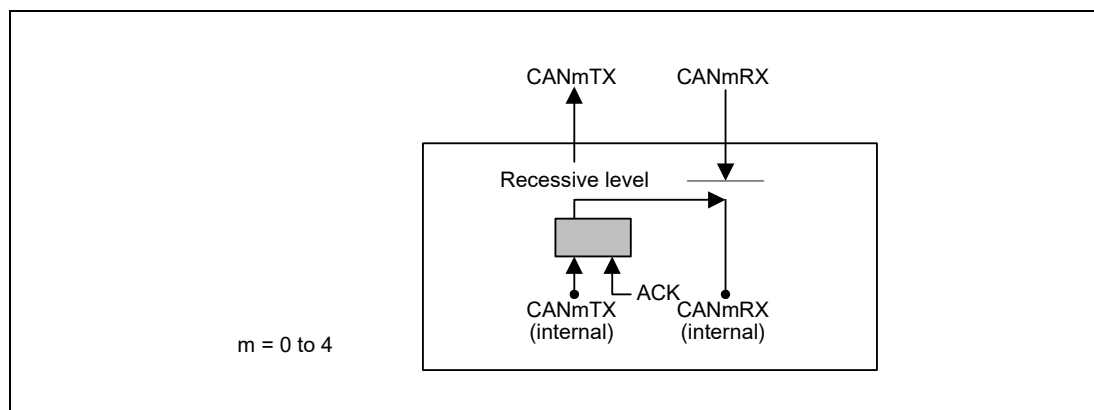 CANmTX
CANmRX
Recessive level
ACK
CANmTX
(internal)
CANmRX
(internal)
m = 0 to 4